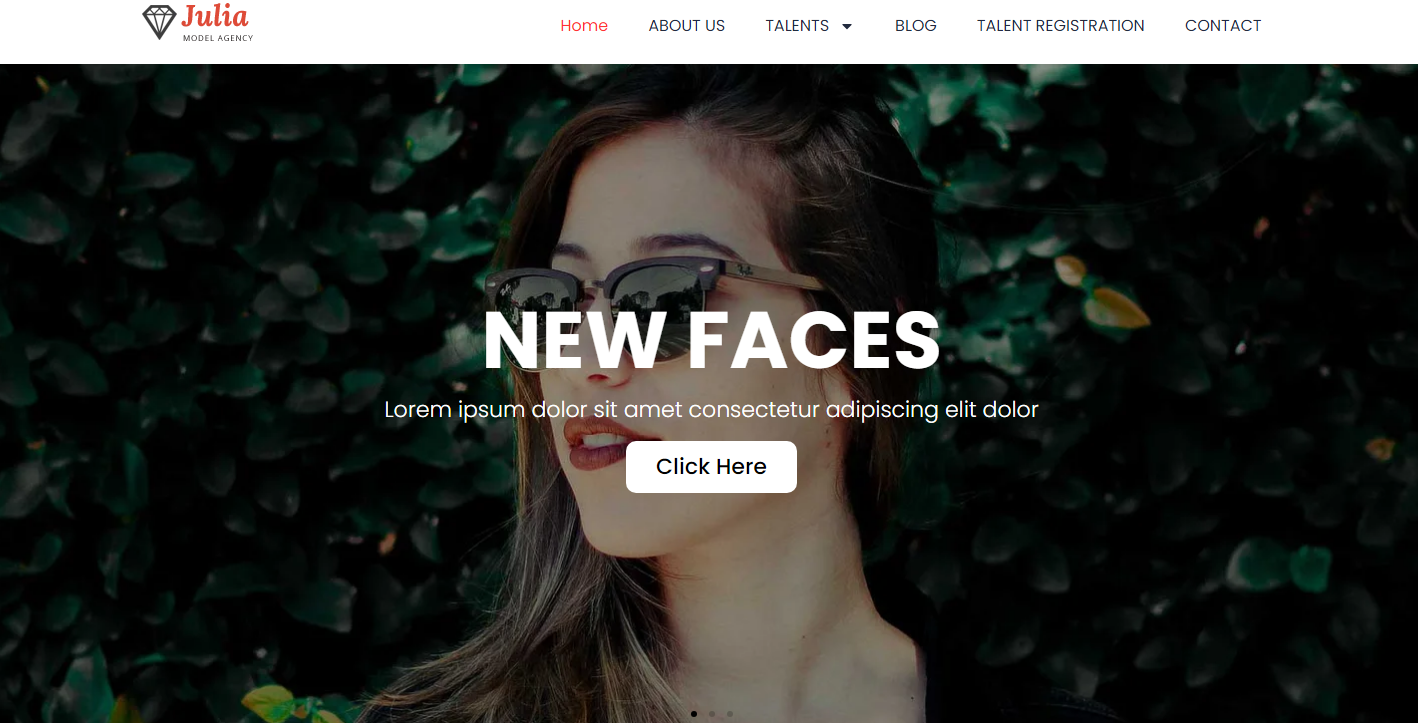 Julia
MODEL AGENCY
Home ABOUT US TALENTS BLOG TALENT REGISTRATION CONTACT
NEW FACES
Lorem ipsum dolor sit amet consectetur adipiscing elit dolor
Click Here